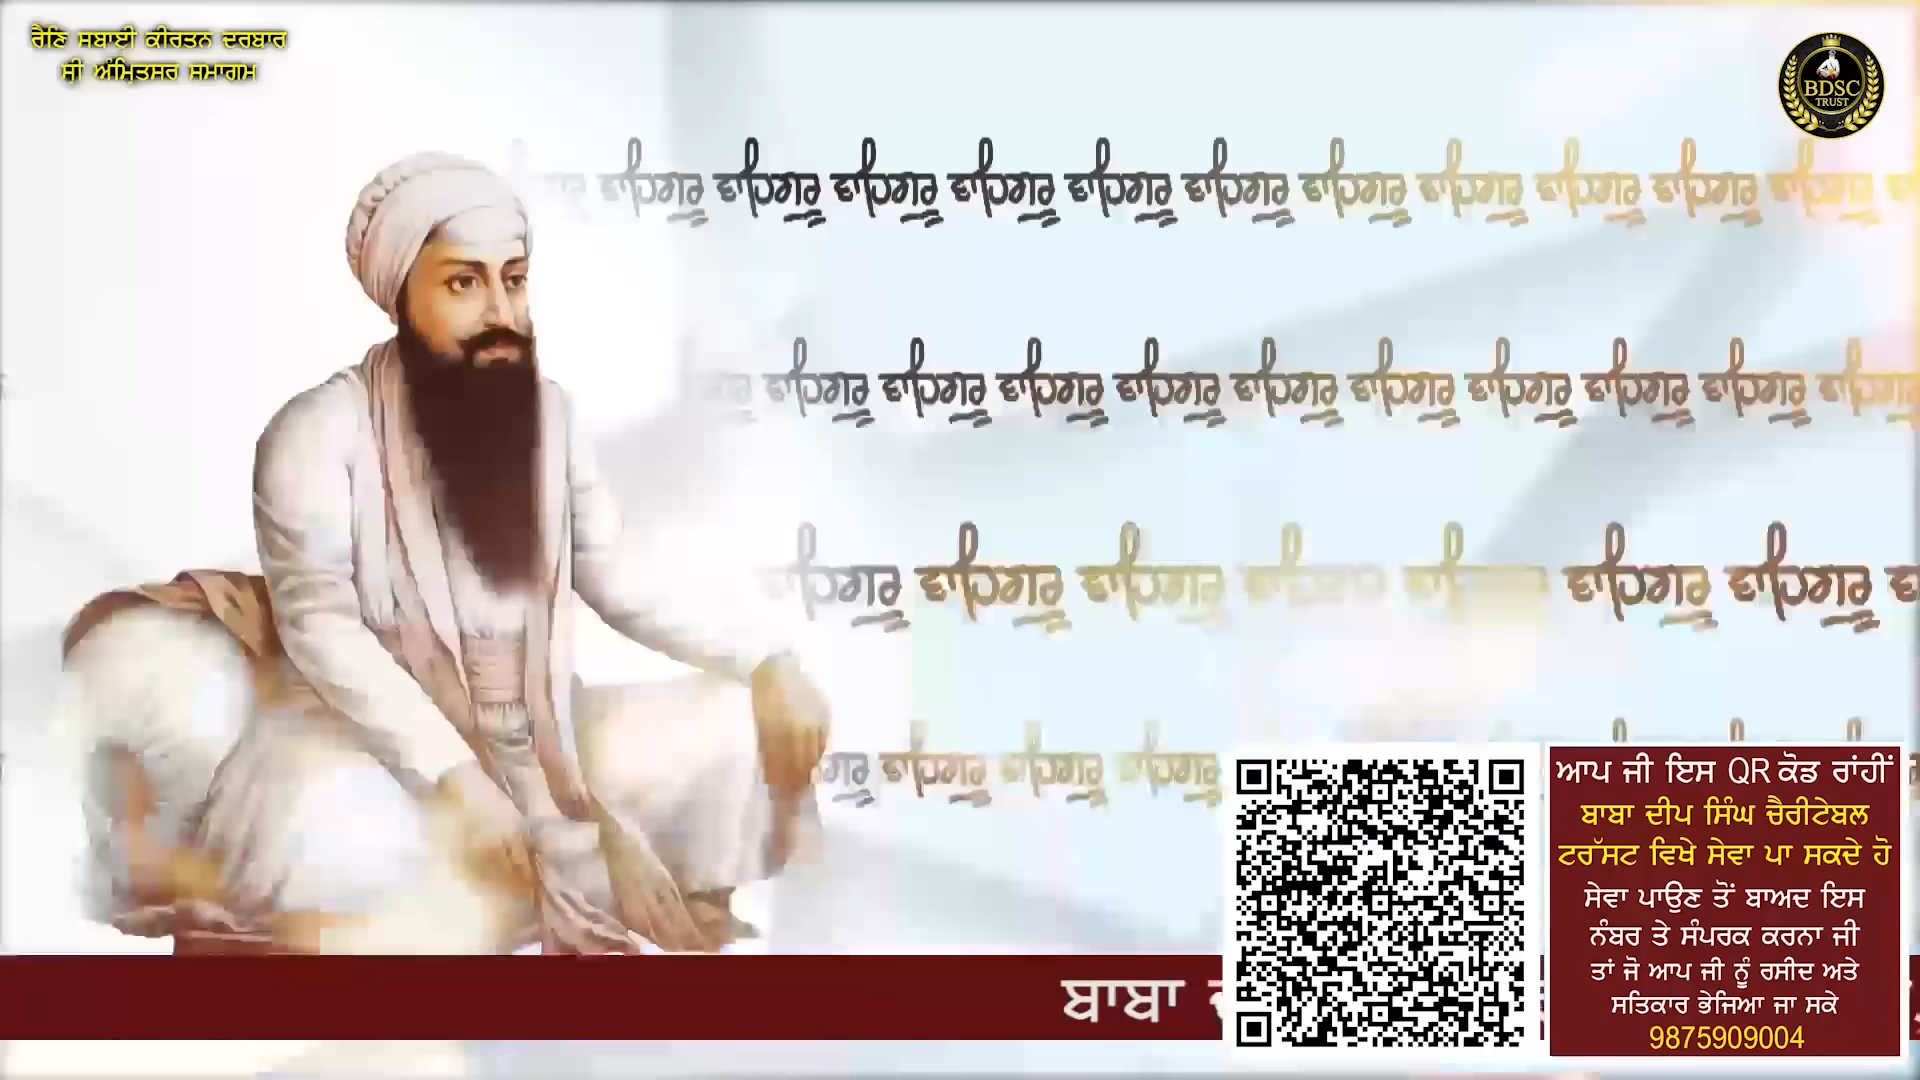 ਰੈਣਿ ਸਬਾਈ ਕੀਰਤਨ ਦਰਬਾਰ
ਸ੍ਰੀ ਅੰਮ੍ਰਿਤਸਰ ਸਮਾਗਮ
BDSC
TRUST
ਵਾਹਿਗੁਰੂ ਵਾਹਿਗੁਰੂ ਵਾਹਿਗੁਰੂ ਵਾਹਿਗੁਰੂ ਵਾਹਿਗੁਰੂ ਵਾਹਿਗੁਰੂ ਵਾਹਿਗੁਰੂ ਵਾਹਿਗੁਰੂ ਵਾਹਿਗੁਰੂ ਵਾਹਿਗੁਰੂ ਵਾਹਿਗੁਰੂ
ਵਾਹਿਗੁਰੂ ਵਾਹਿਗੁਰੂ ਵਾਹਿਗੁਰੂ ਵਾਹਿਗੁਰੂ ਵਾਹਿਗੁਰੂ ਵਾਹਿਗੁਰੂ ਵਾਹਿਗੁਰੂ ਵਾਹਿਗੁਰੂ ਵਾਹਿਗੁਰੂ ਵਾਹਿਗੁਰੂ
ਵਾਹਿਗੁਰੂ ਵਾਹਿਗੁਰੂ ਵਾਹਿਗੁਰੂ ਵਾਹਿਗੁਰੂ ਵਾਹਿਗੁਰੂ
ਵਾਹਿਗੁਰੂ ਵਾਹਿਗੁਰੂ ਵਾਹਿਗੁਰੂ
ਆਪ ਜੀ ਇਸ QR ਕੋਡ ਰਾਂਹੀਂ
ਬਾਬਾ ਦੀਪ ਸਿੰਘ ਚੈਰੀਟੇਬਲ
ਟਰੱਸਟ ਵਿਖੇ ਸੇਵਾ ਪਾ ਸਕਦੇ ਹੋ
ਸੇਵਾ ਪਾਉਣ ਤੋਂ ਬਾਅਦ ਇਸ
ਨੰਬਰ ਤੇ ਸੰਪਰਕ ਕਰਨਾ ਜੀ
ਤਾਂ ਜੋ ਆਪ ਜੀ ਨੂੰ ਰਸੀਦ ਅਤੇ
ਸਤਿਕਾਰ ਭੇਜਿਆ ਜਾ ਸਕੇ
9875909004
ਬਾਬਾ